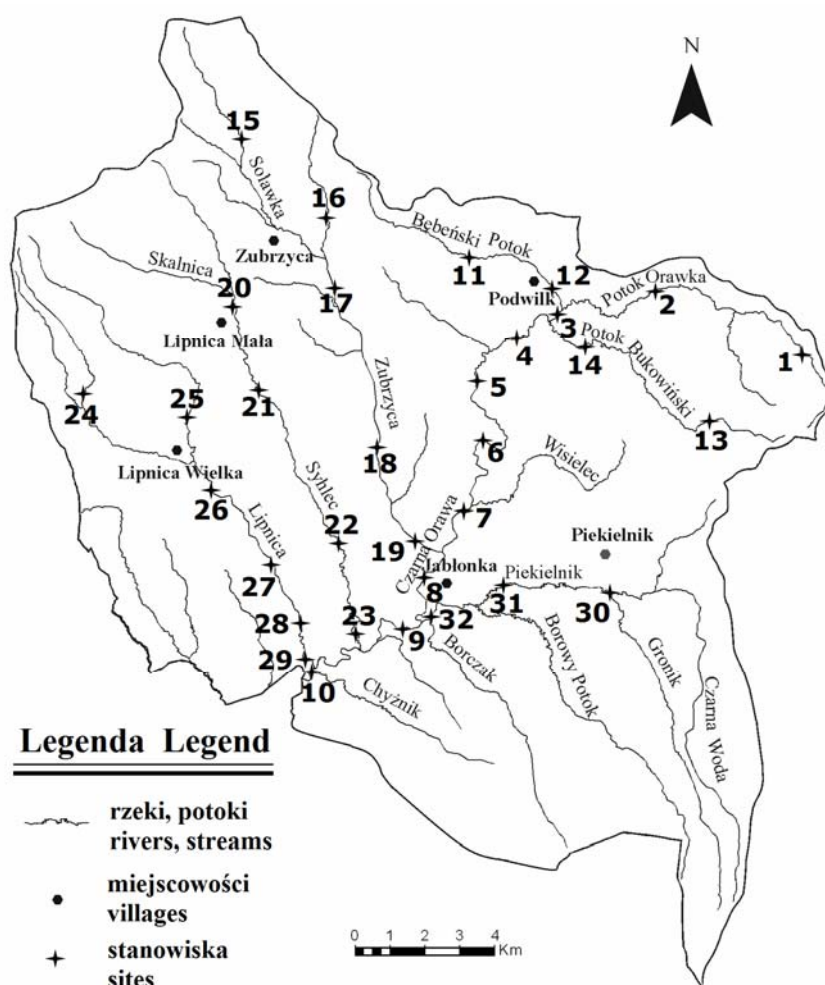 N
15
Soławka
16
Bębeński Potok
11
Zubrzyca
Skalnica
20
17
12
Podwilk
Potok Orawka
2
3
Lipnica Mała
4
Potok Bukowiński
14
1
5
24
25
21
Zubrzyca
13
18
6
Wisielec
Lipnica Wielka
26
Syhlec
7
22
19
Czarna Orawa
Piekielnik
Lipnica
27
Jabłonka
8
Piekielnik
31
30
28
23
9
32
Borczak
Borowy Potok
Gronik
Czarna Woda
29
10
Chyżnik
Legenda Legend
rzeki, potoki
rivers, streams
miejscowości
villages
stanowiska
sites
0 1 2 3 4
Km